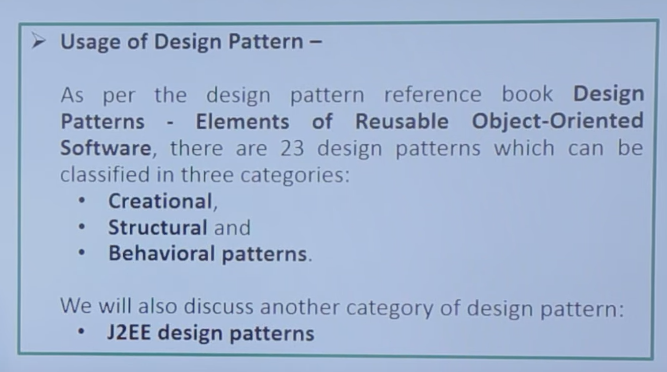 ➤ Usage of Design Pattern –
As per the design pattern reference book Design
Patterns - Elements of Reusable Object-Oriented
Software, there are 23 design patterns which can be
classified in three categories:
• Creational,
• Structural and
• Behavioral patterns.
We will also discuss another category of design pattern:
• J2EE design patterns